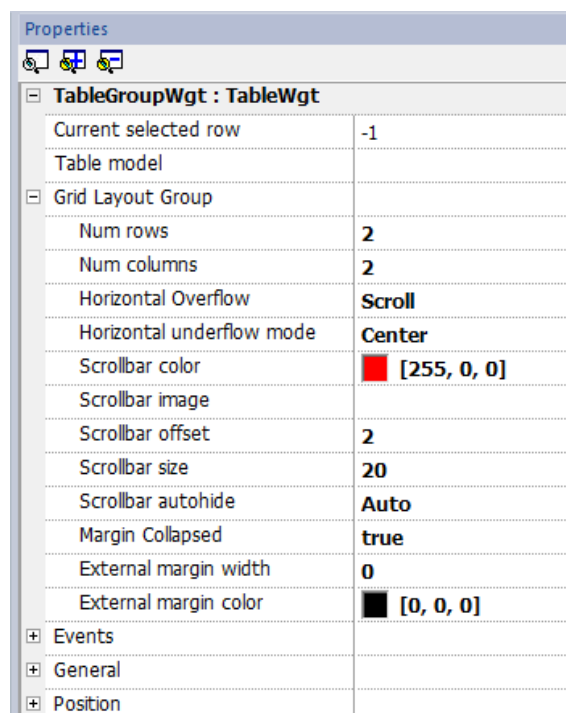 Properties
TableGroupWgt : TableWgt
Current selected row -1
Table model
Grid Layout Group
Num rows 2
Num columns 2
Horizontal Overflow Scroll
Horizontal underflow mode Center
Scrollbar color [255, 0, 0]
Scrollbar image
Scrollbar offset 2
Scrollbar size 20
Scrollbar autohide Auto
Margin Collapsed true
External margin width 0
External margin color [0, 0, 0]
Events
General
Position